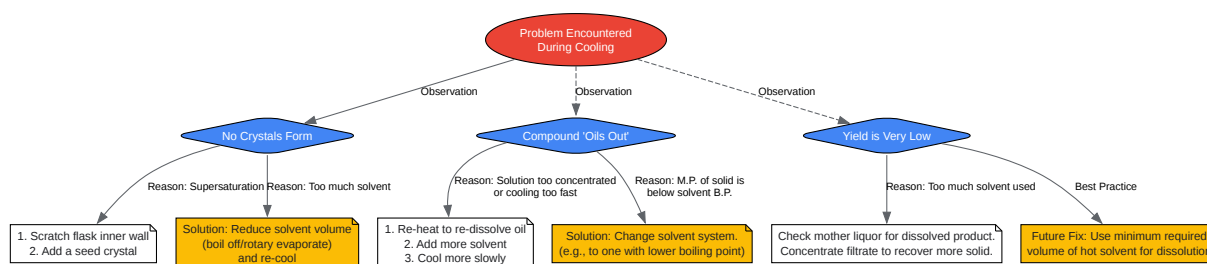 Problem Encountered
During Cooling
Observation
Observation
Observation
No Crystals Form
Compound 'Oils Out'
Yield is Very Low
Reason: Supersaturation
Reason: Too much solvent
Reason: Solution too concentrated
or cooling too fast
Reason: M.P. of solid is
below solvent B.P.
Reason: Too much solvent used
Best Practice
1. Scratch flask inner wall
2. Add a seed crystal
Solution: Reduce solvent volume
(boil off/rotary evaporate)
and re-cool
1. Re-heat to re-dissolve oil
2. Add more solvent
3. Cool more slowly
Solution: Change solvent system.
(e.g., to one with lower boiling point)
Check mother liquor for dissolved product.
Concentrate filtrate to recover more solid.
Future Fix: Use minimum required
volume of hot solvent for dissolution